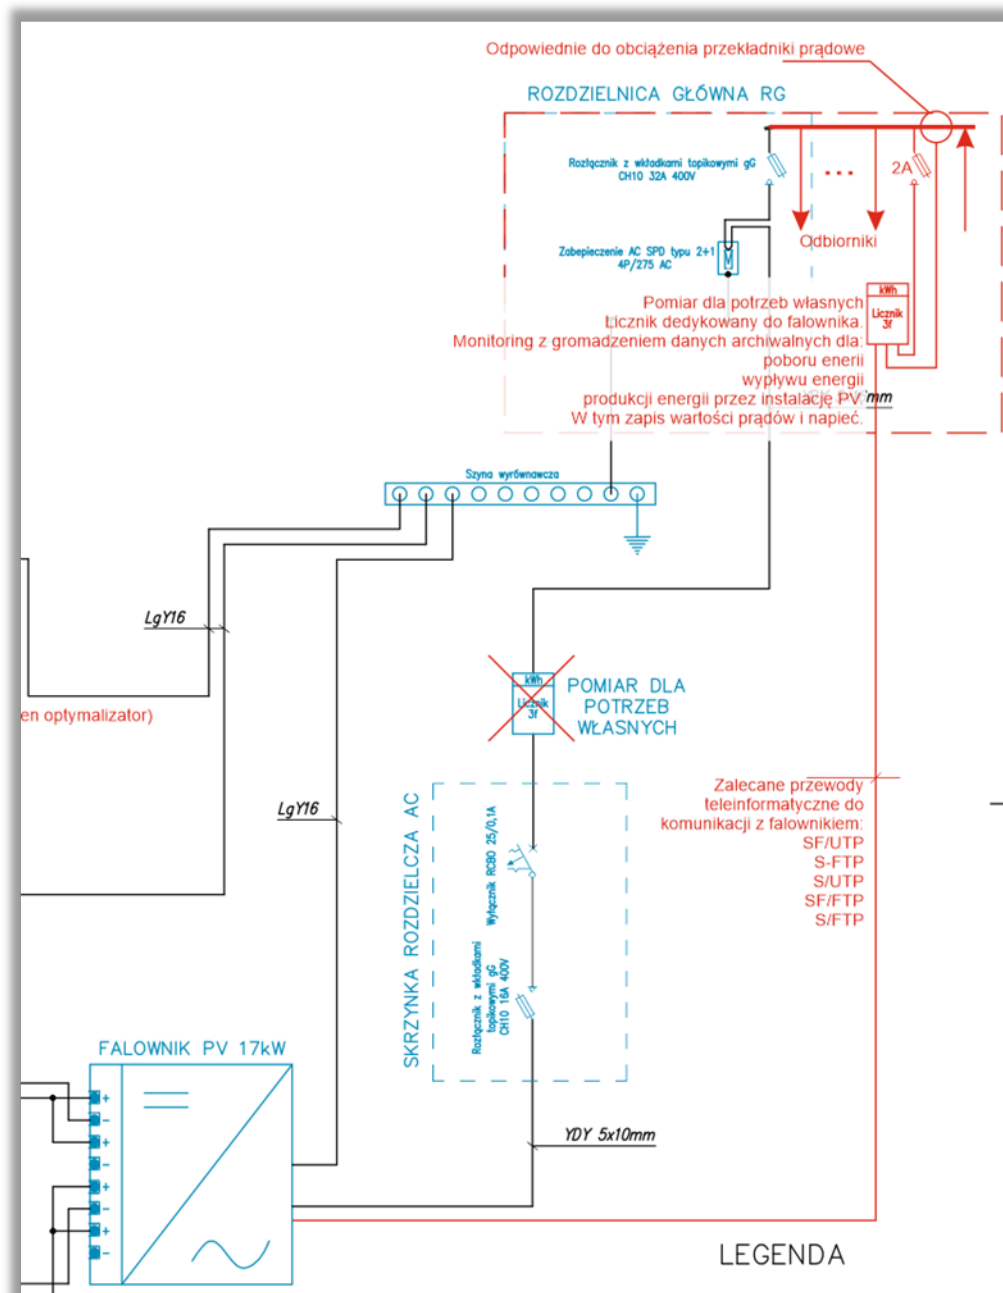 Odpowiednie do obciążenia przekładniki prądowe
ROZDZIELNICA GŁÓWNA RG
Rozłącznik z wkładkami topikowymi gG
CH10 32A 400V
2A
Odbiorniki
Zabepieczenie AC SPD typu 2+1
4P/275 AC
M
kWh
Licznik
3f
Pomiar dla potrzeb własnych
Licznik dedykowany do falownika.
Monitoring z gromadzeniem danych archiwalnych dla:
poboru enerii
wypływu energii
produkcji energii przez instalację PV
mm
W tym zapis wartości prądów i napieć.
Szyna wyrównawcza
LgY16
kWh
Licznik
3f
POMIAR DLA
POTRZEB
WŁASNYCH
en optymalizator)
Zalecane przewody
teleinformatyczne do
komunikacji z falownikiem:
SF/UTP
S-FTP
S/UTP
SF/FTP
S/FTP
LgY16
SKRZYNKA ROZDZIELCZA AC
Wyłącznik RCBO 25/0,1A
Rozłącznik z wkładkami
topikowymi gG
CH10 16A 400V
FALOWNIK PV 17kW
+
-
+
-
+
-
+
-
YDY 5x10mm
LEGENDA